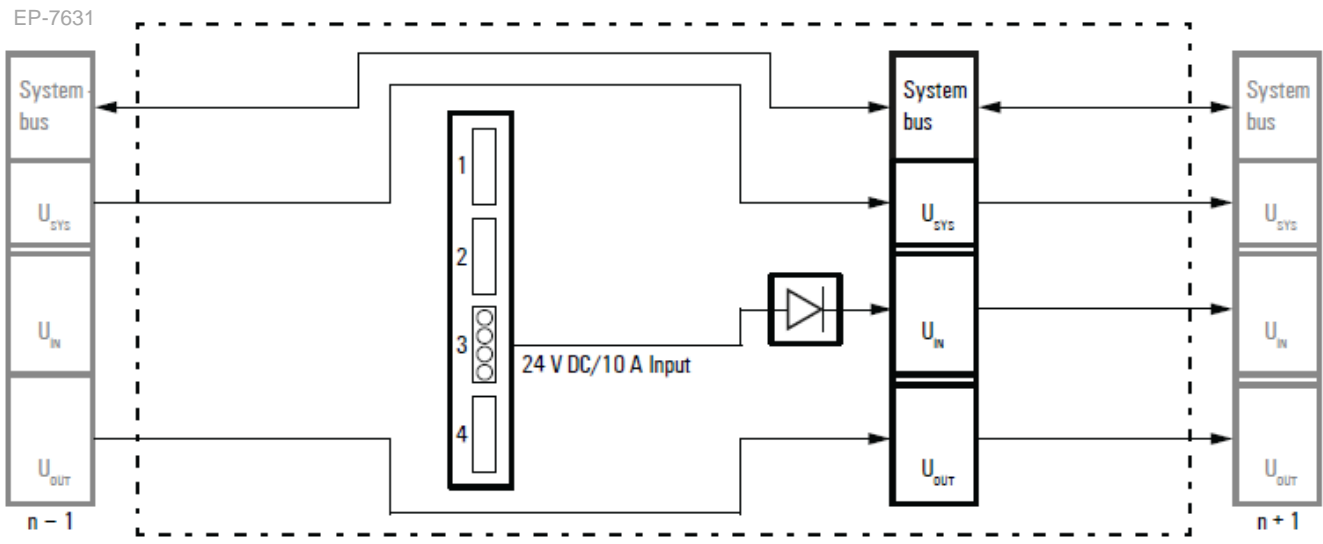 EP-7631
System
bus
U_SYS
U_IN
U_OUT
n – 1
1
2
3
4
24 V DC/10 A Input
System
bus
U_SYS
U_IN
U_OUT
System
bus
U_SYS
U_IN
U_OUT
n + 1